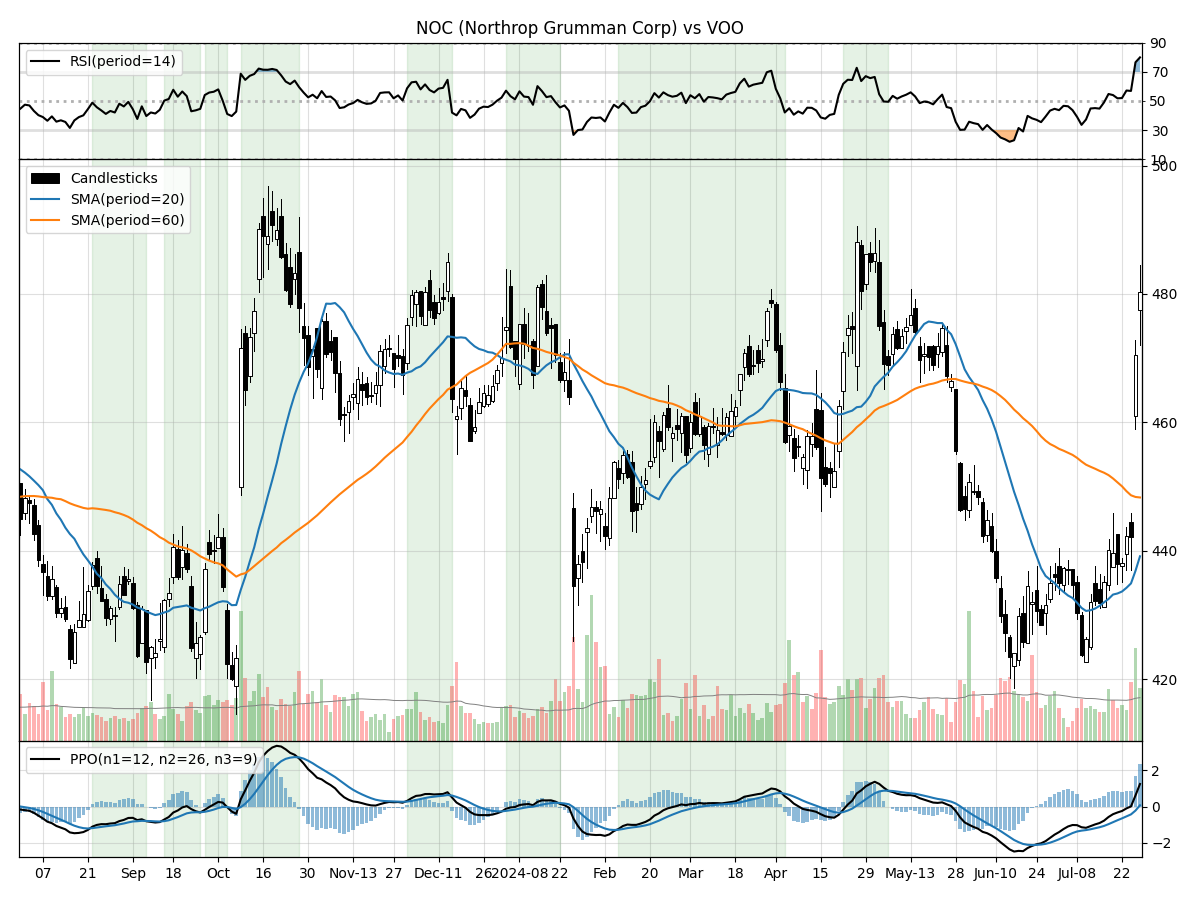 NOC (Northrop Grumman Corp) vs VOO
RSI(period=14)
90
70
50
30
10
Candlesticks
SMA(period=20)
SMA(period=60)
500
480
460
440
420
PPO(n1=12, n2=26, n3=9)
2
0
−2
07 21 Sep 18 Oct 16 30 Nov-13 27 Dec-11 26 2024-08 22 Feb 20 Mar 18 Apr 15 29 May-13 28 Jun-10 24 Jul-08 22